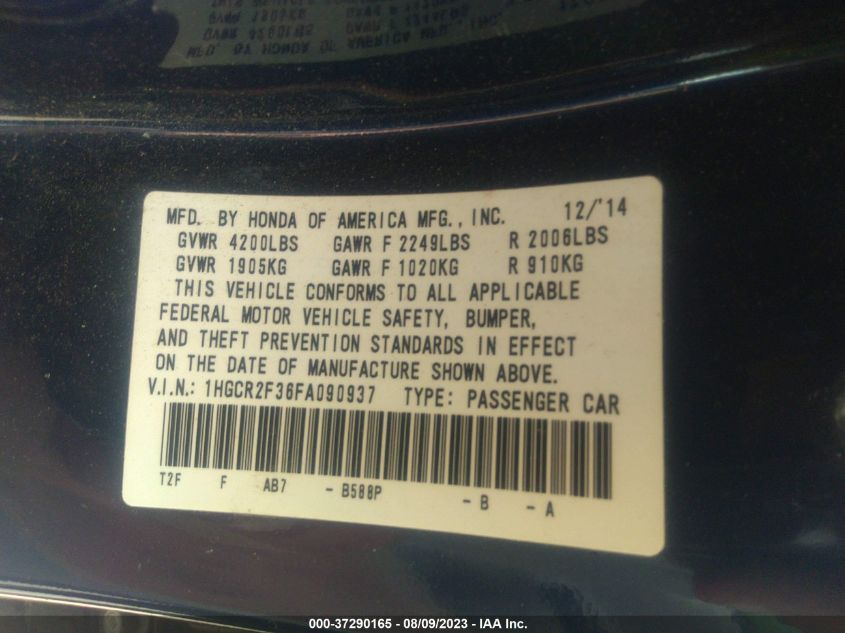 MFD. BY HONDA OF AMERICA MFG., INC. 12/'14
GVWR 4200LBS GAWR F 2249LBS R 2006LBS
GVWR 1905KG GAWR F 1020KG R 910KG
THIS VEHICLE CONFORMS TO ALL APPLICABLE
FEDERAL MOTOR VEHICLE SAFETY, BUMPER,
AND THEFT PREVENTION STANDARDS IN EFFECT
ON THE DATE OF MANUFACTURE SHOWN ABOVE.
V.I.N.: 1HGCR2F36FA090937 TYPE: PASSENGER CAR
T2F F AB7 - B588P - B - A
000-37290165 - 08/09/2023 - IAA Inc.